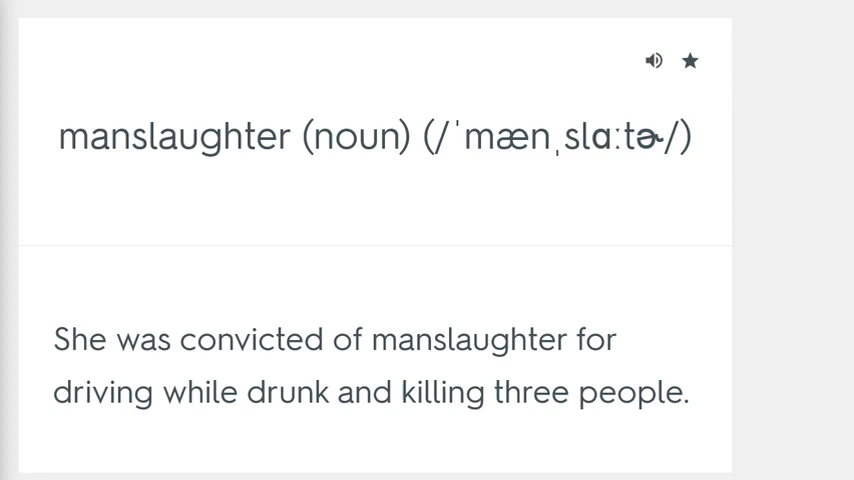 manslaughter (noun) (/ˈmænˌslɑːtɚ/)
She was convicted of manslaughter for
driving while drunk and killing three people.